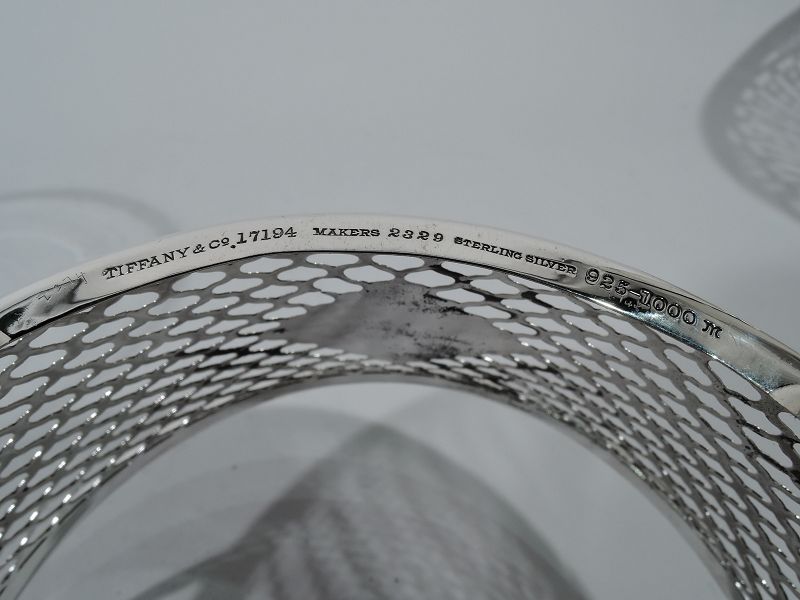 TIFFANY & Co. 17194 MAKERS 2329 STERLING SILVER 925-1000 m